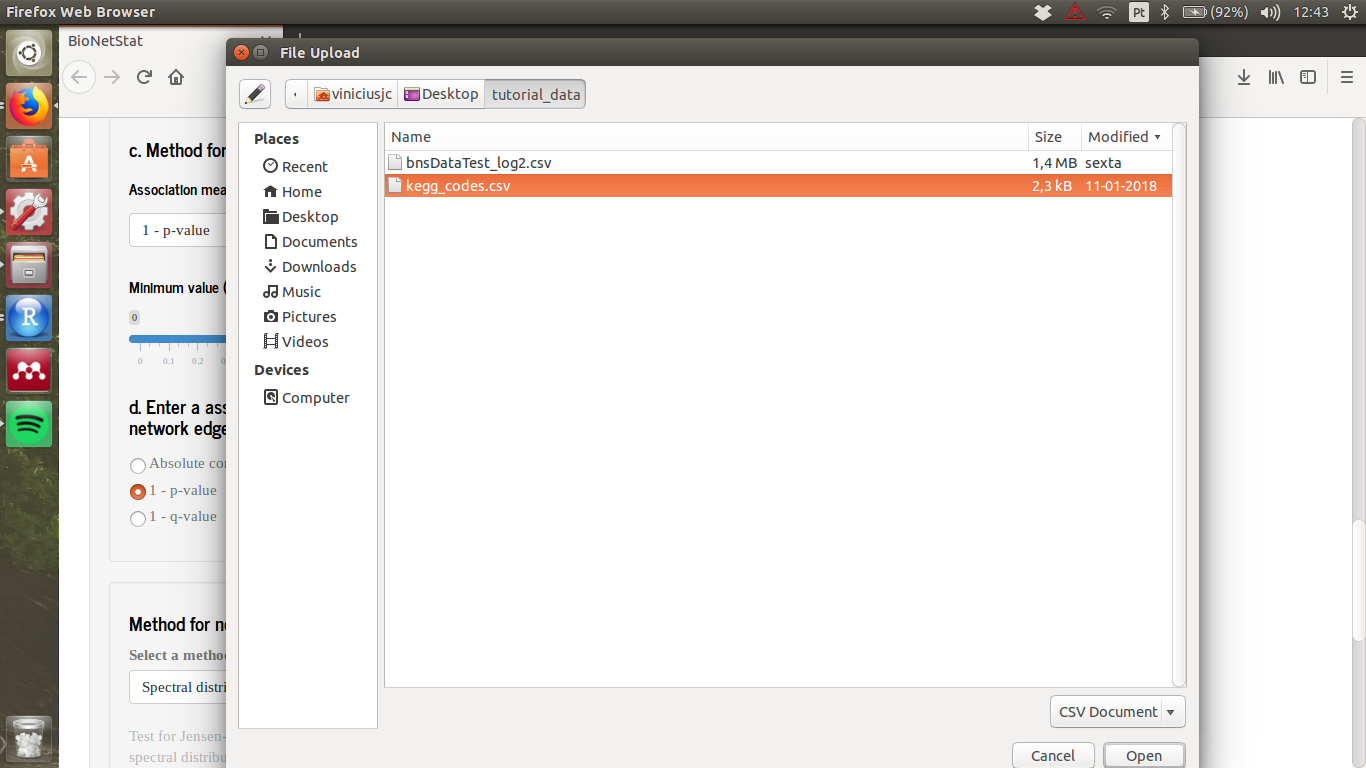 Firefox Web Browser
Pt
(92%)
12:43
BioNetStat
File Upload
viniciusjc
Desktop
tutorial_data
Places
Recent
Home
Desktop
Documents
Downloads
Music
Pictures
Videos
Devices
Computer
Name Size Modified
bnsDataTest_log2.csv 1,4 MB sexta
kegg_codes.csv 2,3 kB 11-01-2018
CSV Document
Cancel Open
c. Method for
Association mea
1 - p-value
Minimum value (
0
0 0.1 0.2
d. Enter a ass
network edge
Absolute cor
1 - p-value
1 - q-value
Method for n
Select a method
Spectral distri
Test for Jensen-
spectral distribu
R